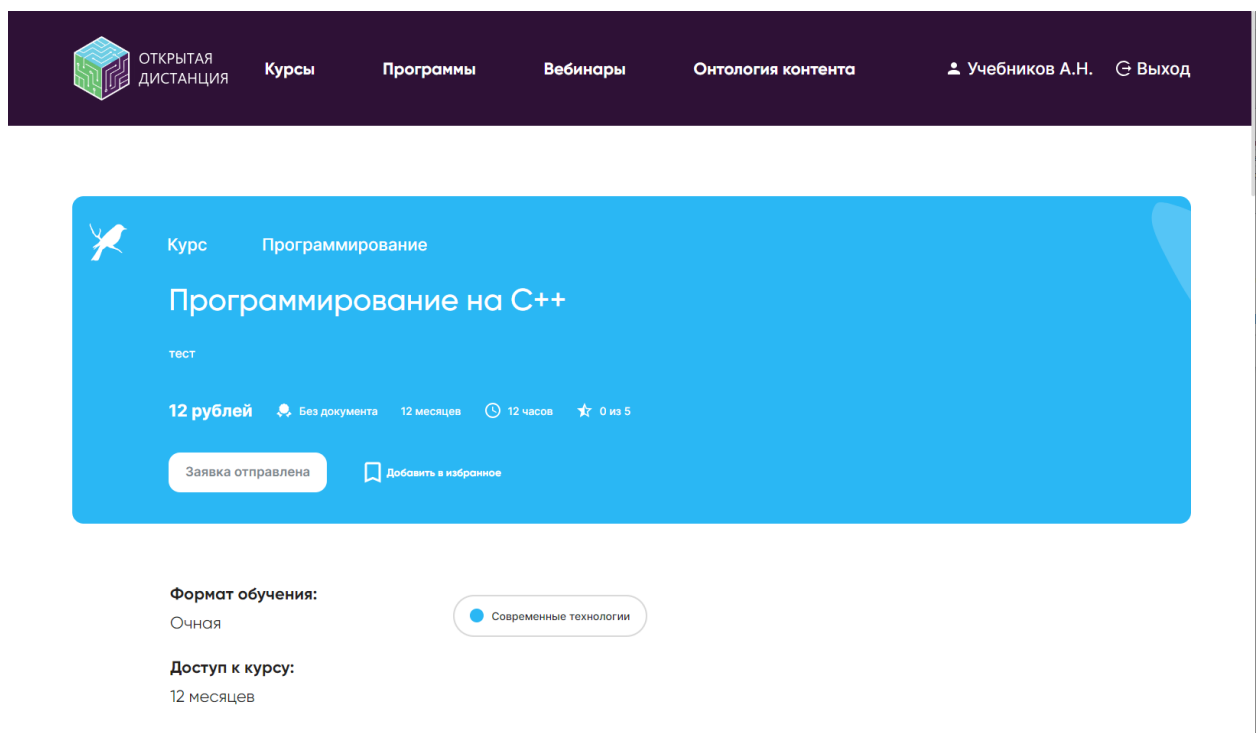 ОТКРЫТАЯ
ДИСТАНЦИЯ
Курсы Программы Вебинары Онтология контента Учебников А.Н. Выход
Курс Программирование
Программирование на С++
тест
12 рублей Без документа 12 месяцев 12 часов 0 из 5
Заявка отправлена Добавить в избранное
Формат обучения:
Очная
Современные технологии
Доступ к курсу:
12 месяцев